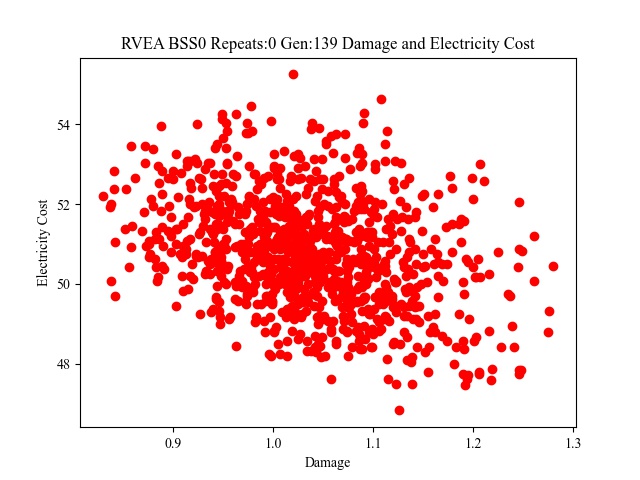 RVEA BSS0 Repeats:0 Gen:139 Damage and Electricity Cost
54
52
50
48
Electricity Cost
0.9 1.0 1.1 1.2 1.3
Damage